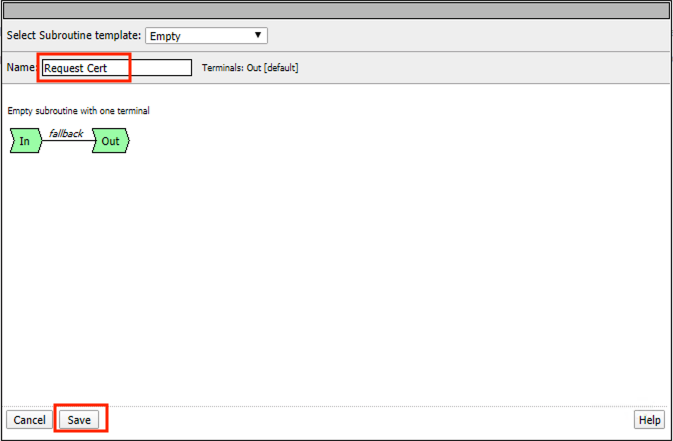 Select Subroutine template: Empty
Name: Request Cert Terminals: Out [default]
Empty subroutine with one terminal
In fallback Out
Cancel Save Help